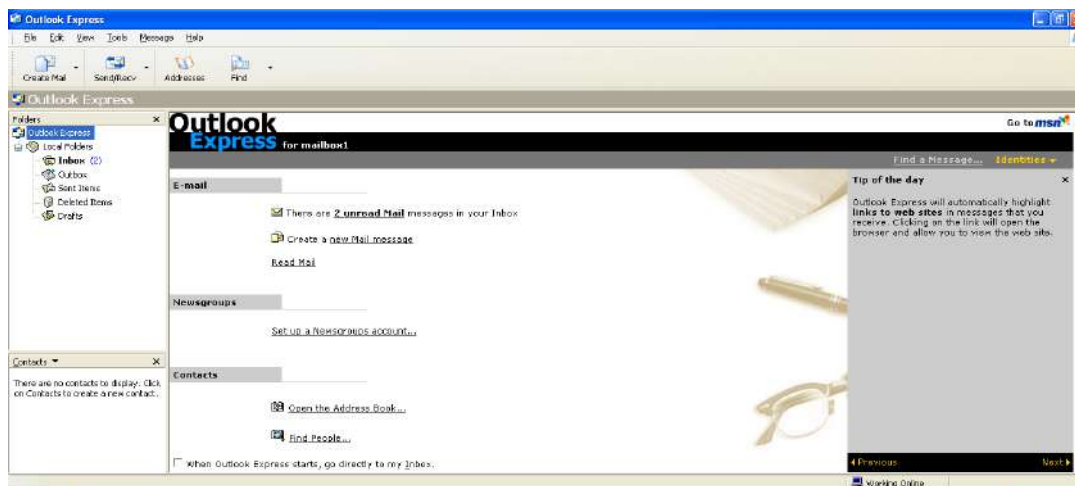 Outlook Express
File Edit View Tools Message Help
Create Mail Send/Recv Addresses Find
Outlook Express
Folders
Outlook Express
Local Folders
Inbox (2)
Outbox
Sent Items
Deleted Items
Drafts
Contacts
There are no contacts to display. Click
on Contacts to create a new contact.
Go to msn
Outlook
Express for mailbox1
Find a Message... Identities
E-mail
There are 2 unread Mail messages in your Inbox
Create a new Mail message
Read Mail
Newsgroups
Set up a Newsgroups account...
Contacts
Open the Address Book...
Find People...
When Outlook Express starts, go directly to my Inbox.
Tip of the day
Outlook Express will automatically highlight
links to web sites in messages that you
receive. Clicking on the link will open the
browser and allow you to view the web site.
Previous Next
Working Online